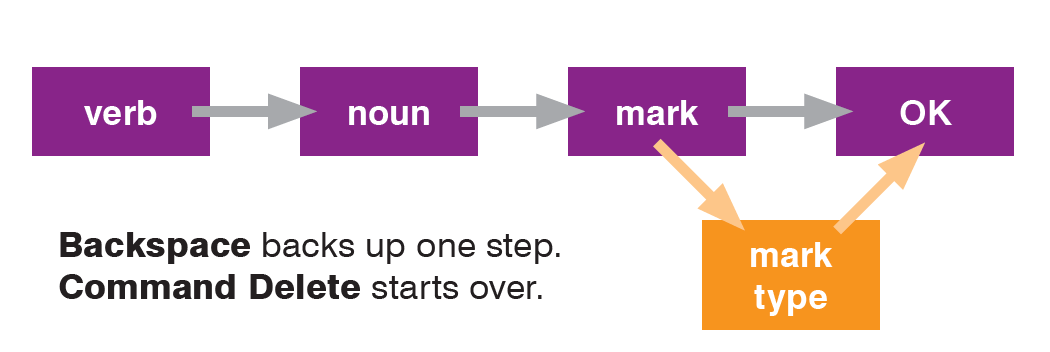 verb
noun
mark
OK
mark
type
Backspace backs up one step.
Command Delete starts over.